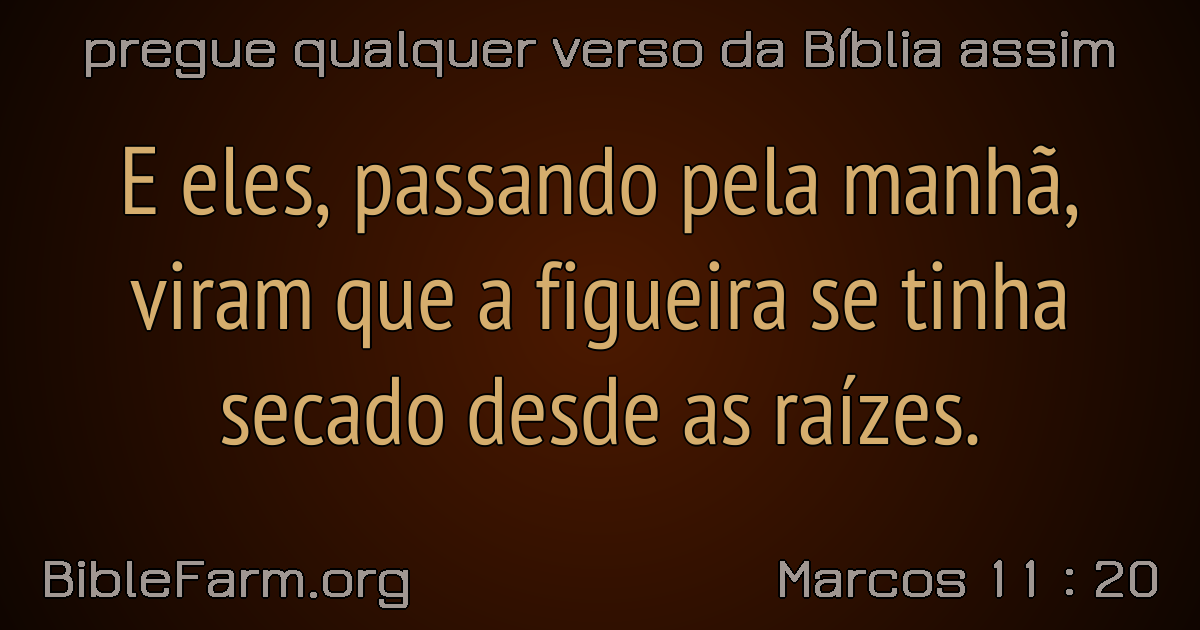 pregue qualquer verso da Bíblia assim
E eles, passando pela manhã,
viram que a figueira se tinha
secado desde as raízes.
BibleFarm.org
Marcos 11 : 20